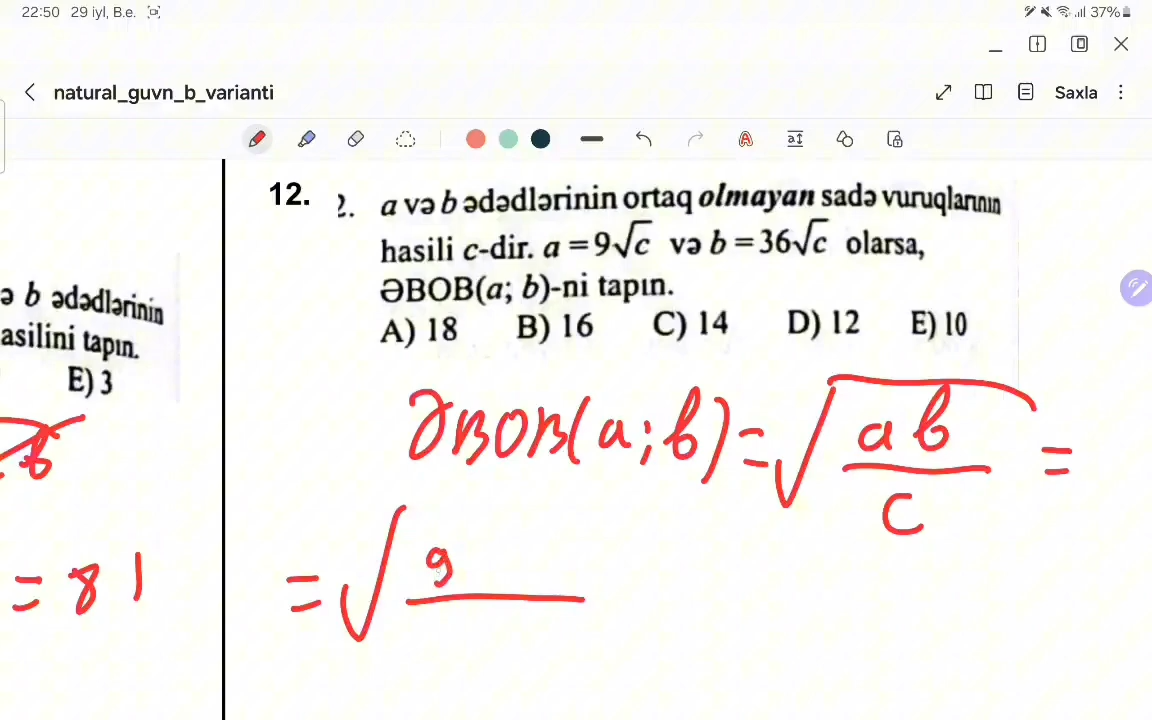 22:50 29 iyl, B.e.
37%
natural_guvn_b_varianti
Saxla
12.
2. a və b ədədlərinin ortaq olmayan sadə vuruqlarının
hasili c-dir. a = 9√c və b = 36√c olarsa,
ƏBOB(a; b)-ni tapın.
A) 18 B) 16 C) 14 D) 12 E) 10
ə b ədədlərinin
asilini tapın.
E) 3
b
= 81
ƏBOB(a;b) = √(ab/c) =
= √ 9